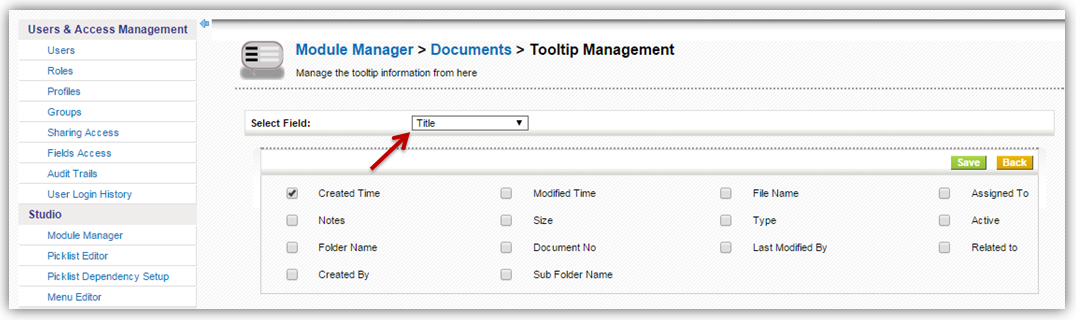 Users & Access Management
Users
Roles
Profiles
Groups
Sharing Access
Fields Access
Audit Trails
User Login History
Studio
Module Manager
Picklist Editor
Picklist Dependency Setup
Menu Editor
Module Manager > Documents > Tooltip Management
Manage the tooltip information from here
Select Field: Title
Save Back
Created Time Modified Time File Name Assigned To
Notes Size Type Active
Folder Name Document No Last Modified By Related to
Created By Sub Folder Name